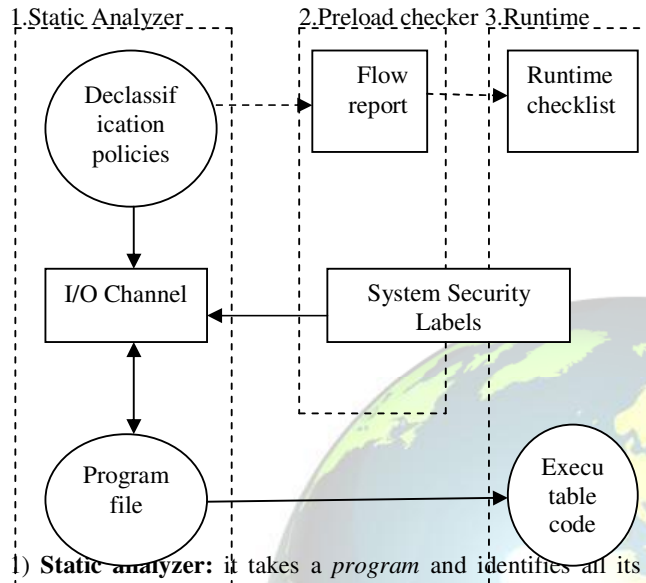 1.Static Analyzer
2.Preload checker
3.Runtime
Declassif
ication
policies
Flow
report
Runtime
checklist
I/O Channel
System Security
Labels
Program
file
Execu
table
code
1) Static analyzer: it takes a program and identifies all its